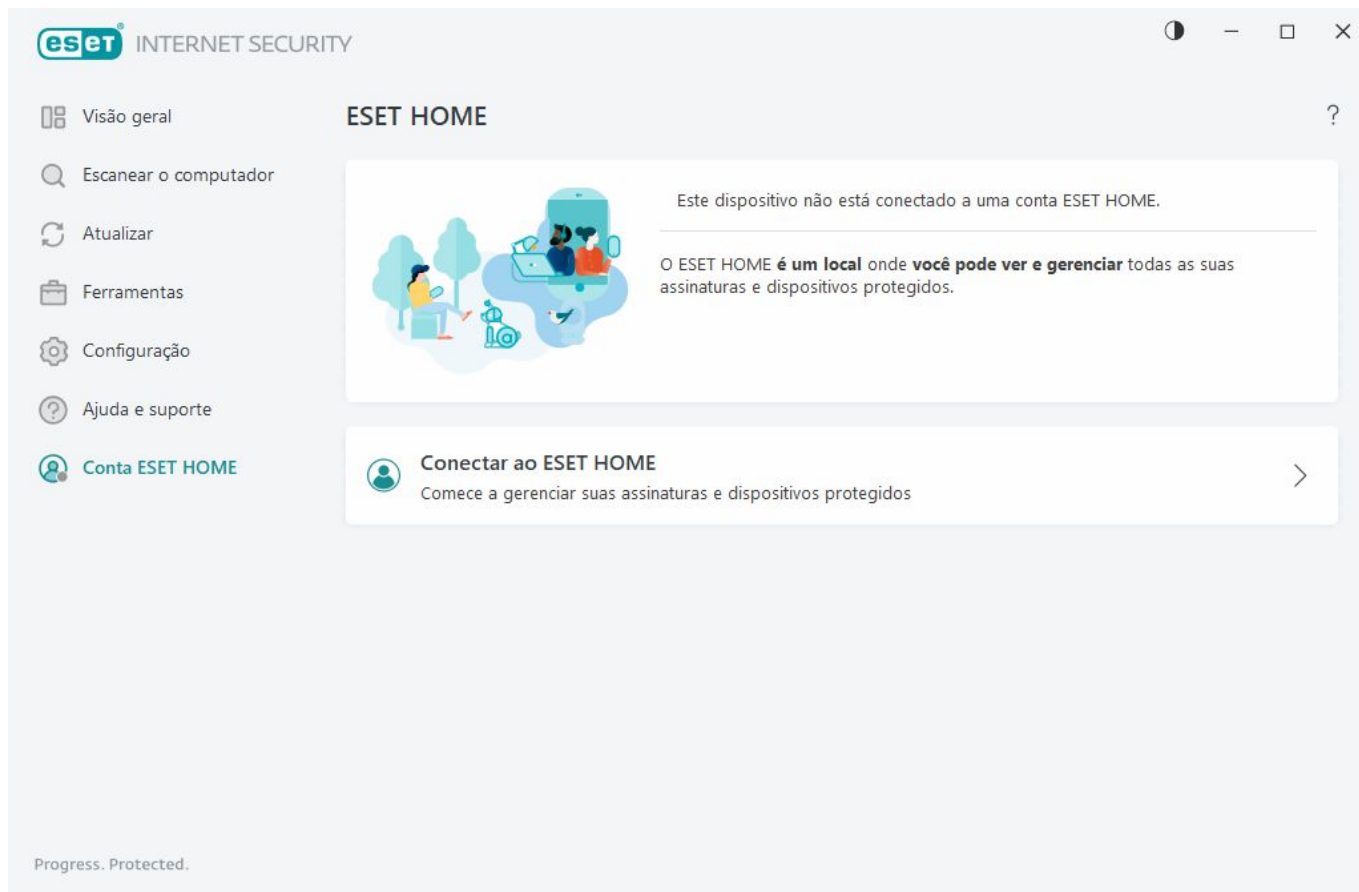 eset INTERNET SECURITY
Visão geral
Escanear o computador
Atualizar
Ferramentas
Configuração
Ajuda e suporte
Conta ESET HOME
ESET HOME
?
Este dispositivo não está conectado a uma conta ESET HOME.
O ESET HOME é um local onde você pode ver e gerenciar todas as suas
assinaturas e dispositivos protegidos.
Conectar ao ESET HOME
Comece a gerenciar suas assinaturas e dispositivos protegidos
Progress. Protected.